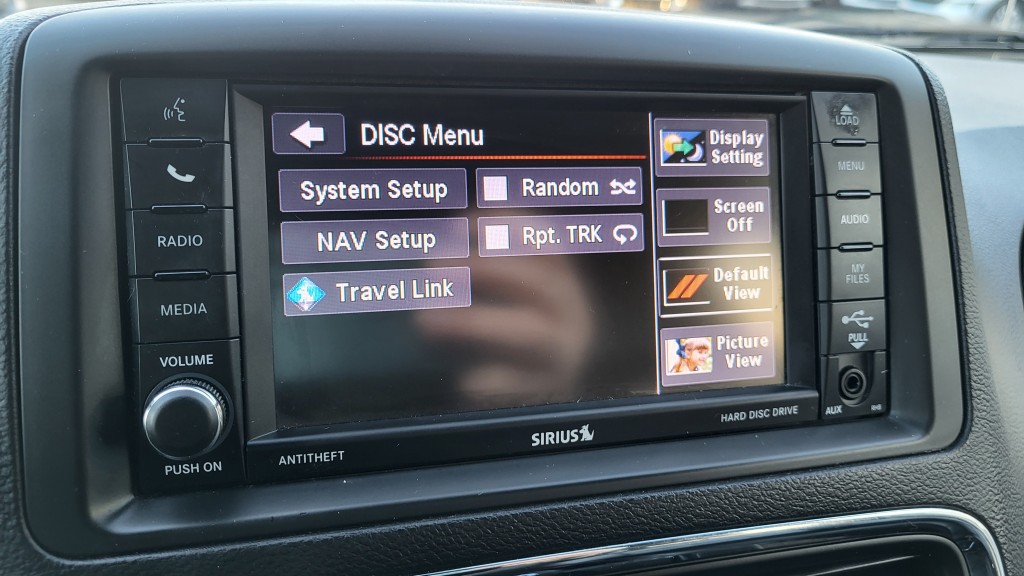 DISC Menu
System Setup
Random
NAV Setup
Rpt. TRK
Travel Link
Display
Setting
Screen
Off
Default
View
Picture
View
RADIO
MEDIA
VOLUME
PUSH ON
LOAD
MENU
AUDIO
MY
FILES
PULL
AUX
RHB
ANTITHEFT
SIRIUS
HARD DISC DRIVE